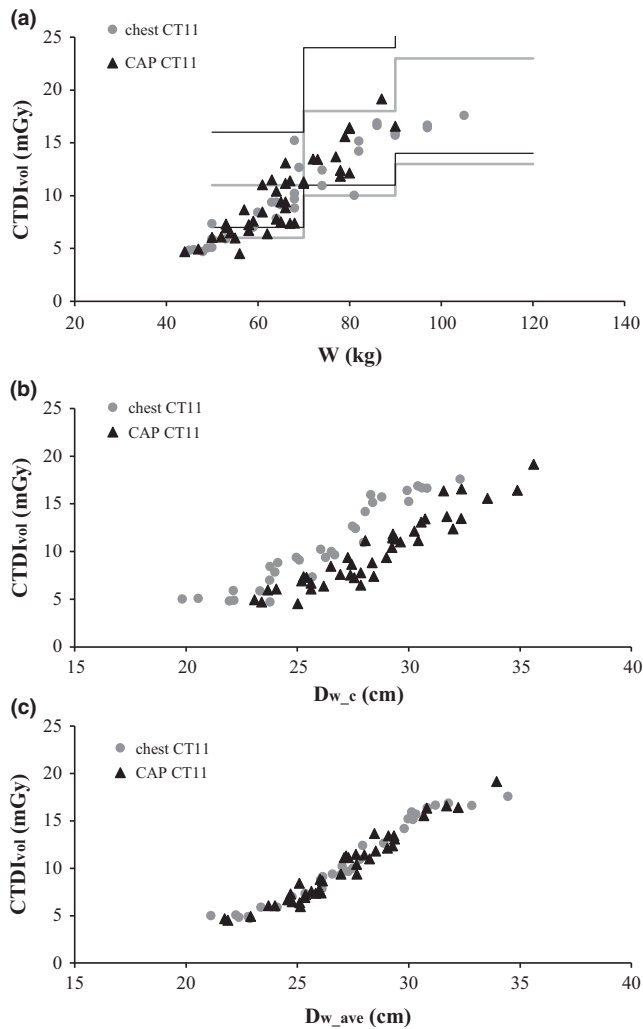 (a)
25
chest CT11
20
CAP CT11
15
10
5
0
CTDIvol (mGy)
20 40 60 80 100 120 140
W (kg)
(b)
25
chest CT11
20
CAP CT11
15
10
5
0
CTDIvol (mGy)
15 20 25 30 35 40
Dw_c (cm)
(c)
25
chest CT11
20
CAP CT11
15
10
5
0
CTDIvol (mGy)
15 20 25 30 35 40
Dw_ave (cm)